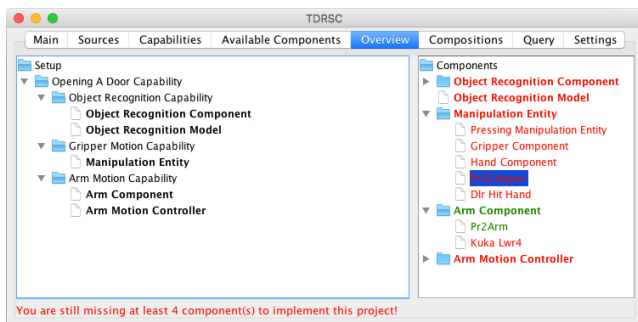 TDRSC
Main Sources Capabilities Available Components Overview Compositions Query Settings
Setup
Opening A Door Capability
Object Recognition Capability
Object Recognition Component
Object Recognition Model
Gripper Motion Capability
Manipulation Entity
Arm Motion Capability
Arm Component
Arm Motion Controller
Components
Object Recognition Component
Object Recognition Model
Manipulation Entity
Pressing Manipulation Entity
Gripper Component
Hand Component
Pr2Gripper
Dlr Hit Hand
Arm Component
Pr2Arm
Kuka Lwr4
Arm Motion Controller
You are still missing at least 4 component(s) to implement this project!